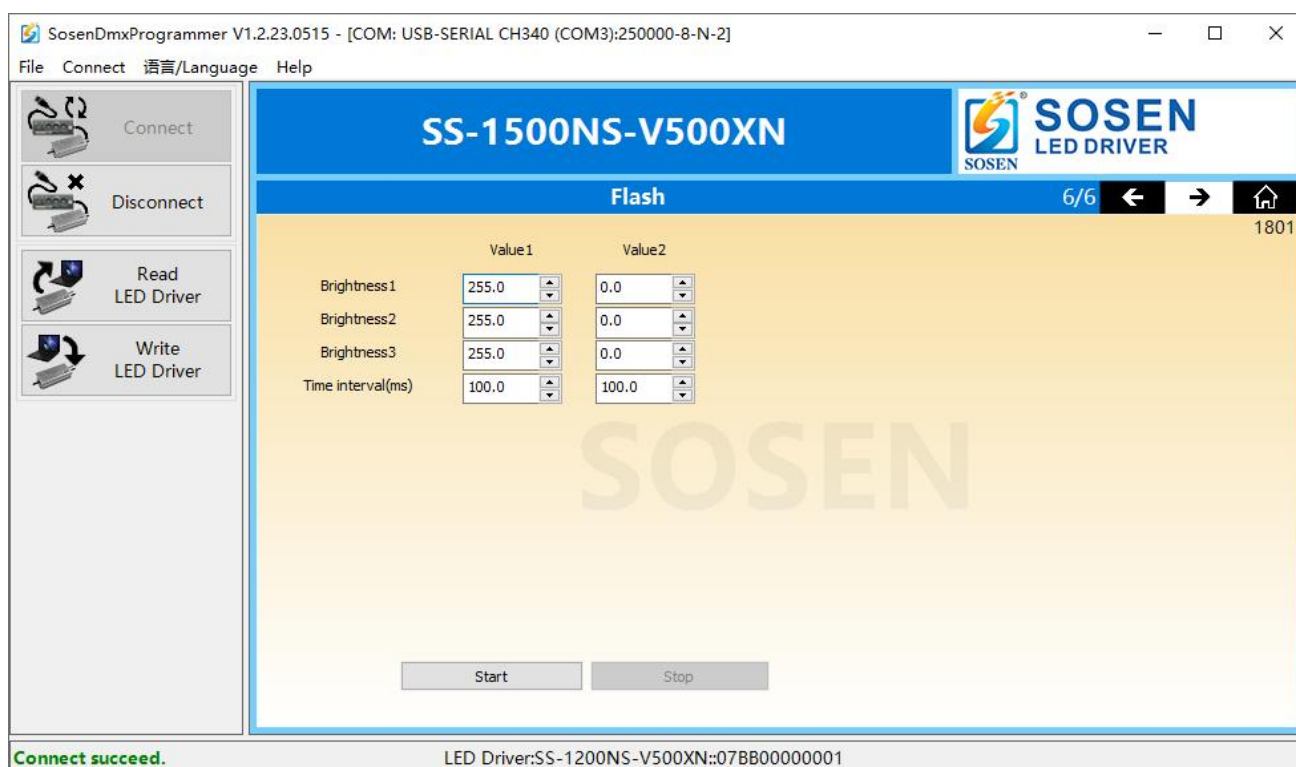 SosenDmxProgrammer V1.2.23.0515 - [COM: USB-SERIAL CH340 (COM3):250000-8-N-2]
File Connect 语言/Language Help
Connect
Disconnect
Read
LED Driver
Write
LED Driver
SS-1500NS-V500XN
SOSEN
SOSEN
LED DRIVER
Flash
6/6
1801
Value1 Value2
Brightness1 255.0 0.0
Brightness2 255.0 0.0
Brightness3 255.0 0.0
Time interval(ms) 100.0 100.0
SOSEN
Start Stop
Connect succeed. LED Driver:SS-1200NS-V500XN::07BB00000001